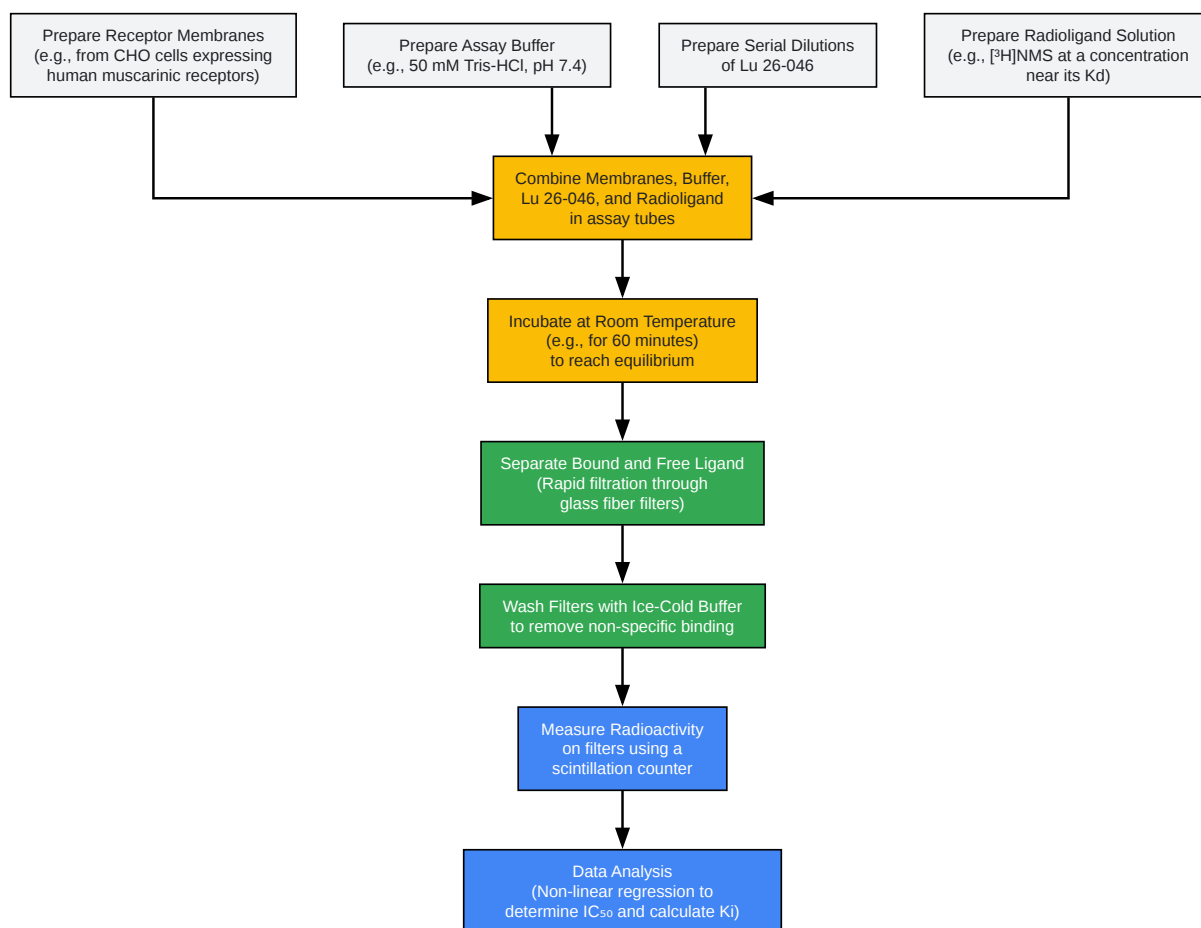 Prepare Receptor Membranes
(e.g., from CHO cells expressing
human muscarinic receptors)
Prepare Assay Buffer
(e.g., 50 mM Tris-HCl, pH 7.4)
Prepare Serial Dilutions
of Lu 26-046
Prepare Radioligand Solution
(e.g., [³H]NMS at a concentration
near its Kd)
Combine Membranes, Buffer,
Lu 26-046, and Radioligand
in assay tubes
Incubate at Room Temperature
(e.g., for 60 minutes)
to reach equilibrium
Separate Bound and Free Ligand
(Rapid filtration through
glass fiber filters)
Wash Filters with Ice-Cold Buffer
to remove non-specific binding
Measure Radioactivity
on filters using a
scintillation counter
Data Analysis
(Non-linear regression to
determine IC₅₀ and calculate Ki)